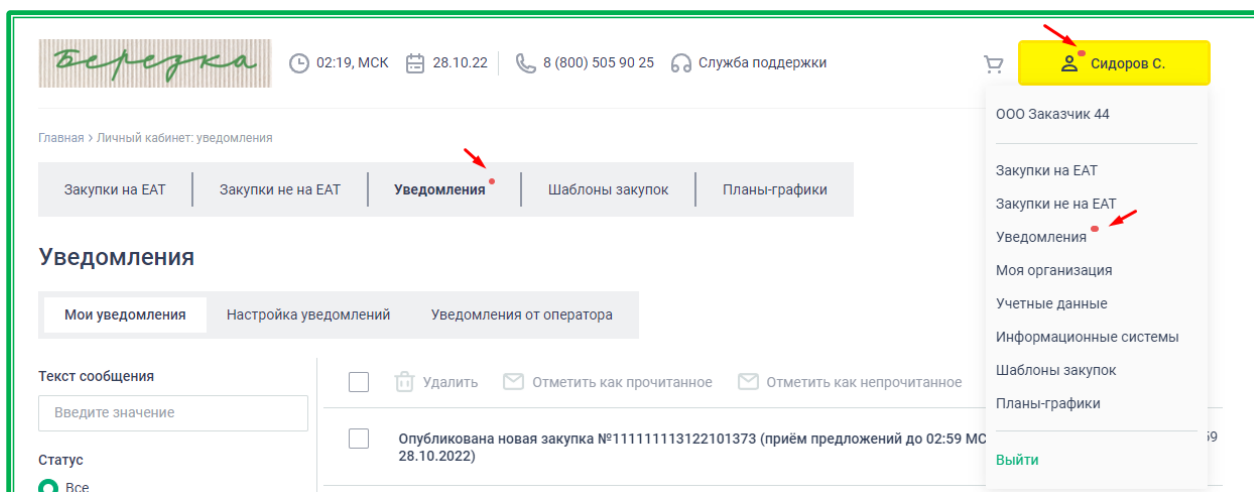 Березка
02:19, МСК
28.10.22
8 (800) 505 90 25
Служба поддержки
Сидоров С.
ООО Заказчик 44
Закупки на ЕАТ
Закупки не на ЕАТ
Уведомления
Моя организация
Учетные данные
Информационные системы
Шаблоны закупок
Планы-графики
Выйти
Главная > Личный кабинет: уведомления
Закупки на ЕАТ
Закупки не на ЕАТ
Уведомления
Шаблоны закупок
Планы-графики
Уведомления
Мои уведомления
Настройка уведомлений
Уведомления от оператора
Текст сообщения
Введите значение
Статус
Все
Удалить
Отметить как прочитанное
Отметить как непрочитанное
Опубликована новая закупка №111111113122101373 (приём предложений до 02:59 МС
28.10.2022)